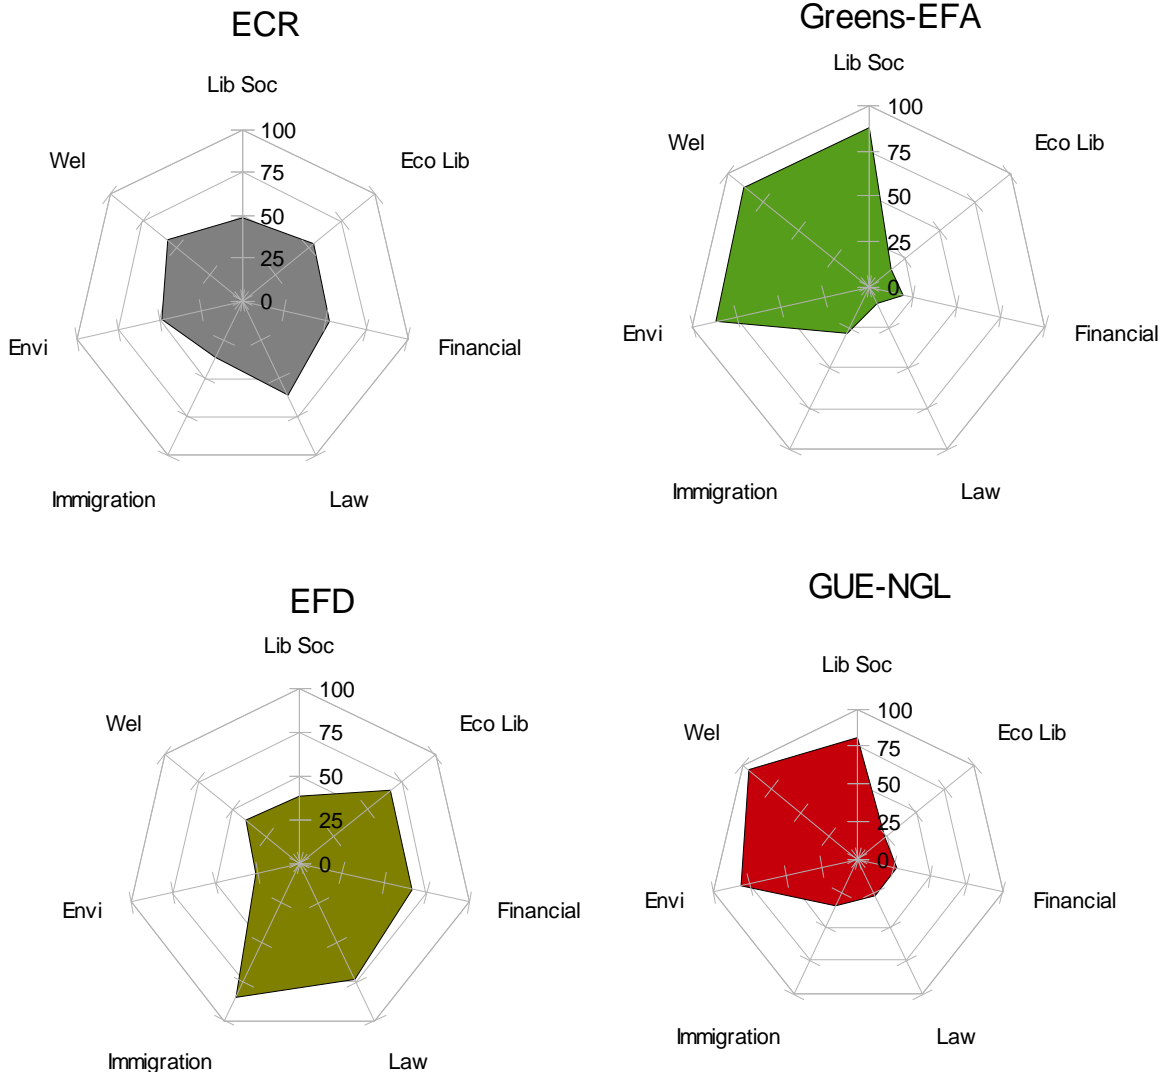 ECR
Lib Soc
100
Wel
Eco Lib
75
50
25
0
Envi
Financial
Immigration
Law
Greens-EFA
Lib Soc
100
Wel
Eco Lib
75
50
25
0
Envi
Financial
Immigration
Law
EFD
Lib Soc
100
Wel
Eco Lib
75
50
25
0
Envi
Financial
Immigration
Law
GUE-NGL
Lib Soc
100
Wel
Eco Lib
75
50
25
0
Envi
Financial
Immigration
Law